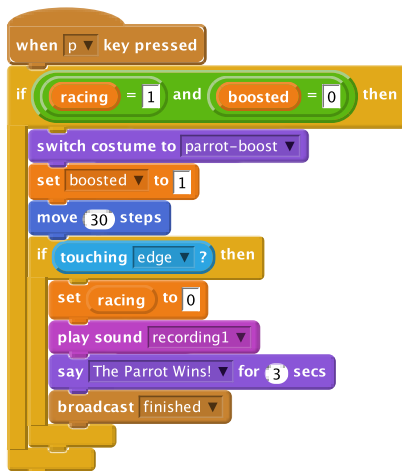 when p key pressed
if racing = 1 and boosted = 0 then
switch costume to parrot-boost
set boosted to 1
move 30 steps
if touching edge ? then
set racing to 0
play sound recording1
say The Parrot Wins! for 3 secs
broadcast finished